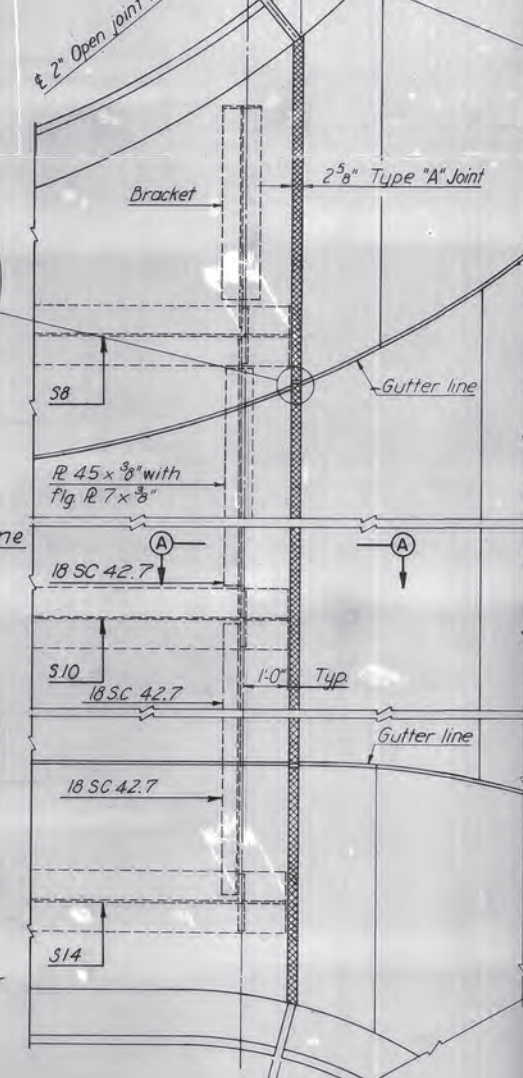 ℄ 2" Open joint
Bracket
2⅝" Type "A" Joint
S8
Gutter line
℞ 45 x ⅜" with
flg. ℞ 7 x ⅜"
A
A
18 SC 42.7
S10
1'-0" Typ.
18 SC 42.7
Gutter line
18 SC 42.7
S14